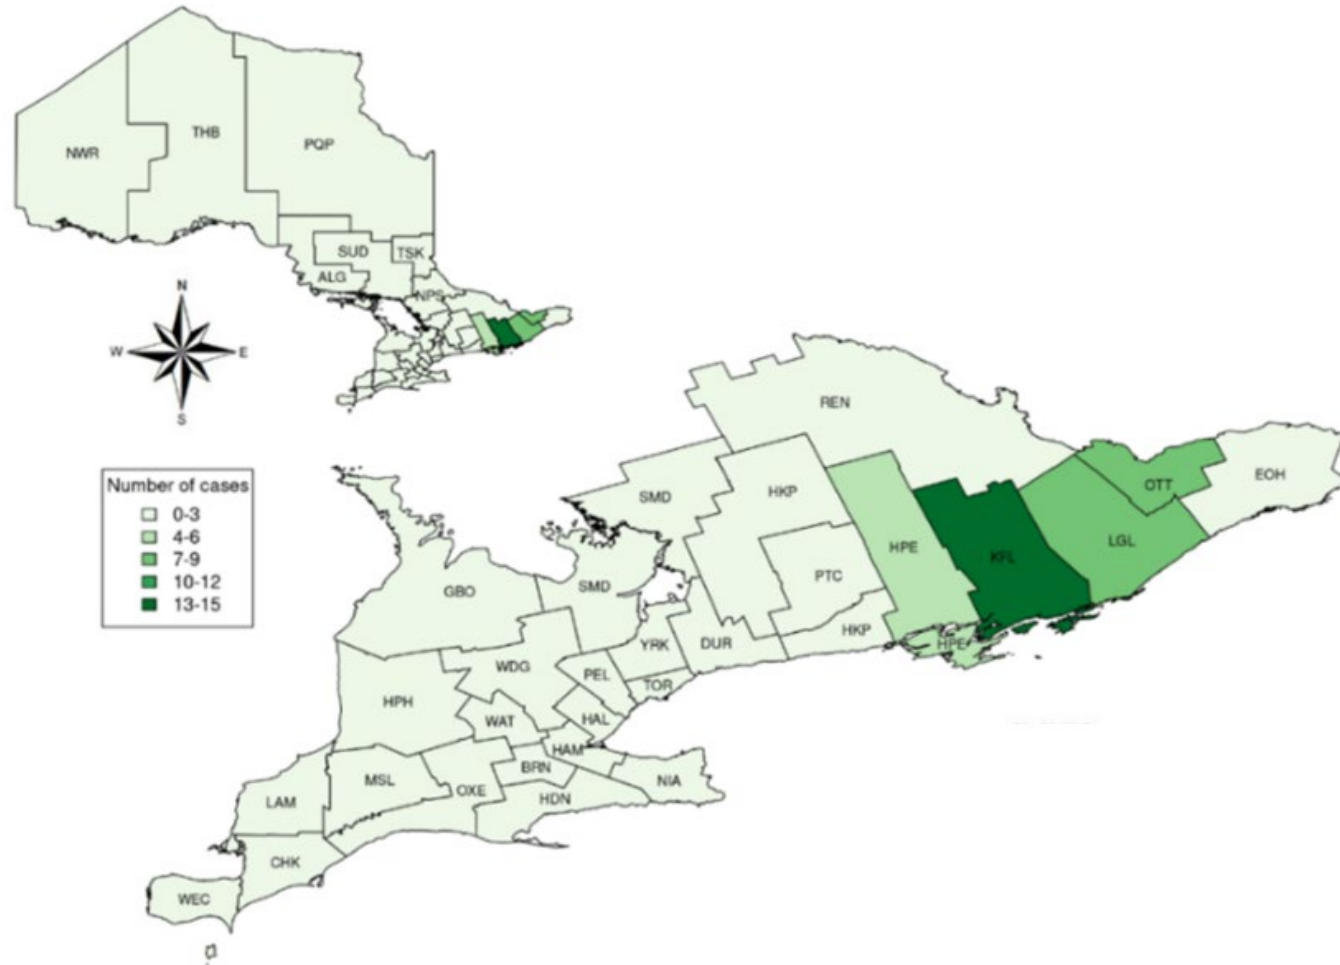 THB
NWR
PQP
SUD
TSK
ALG
NPS
N
W
E
S
Number of cases
0-3
4-6
7-9
10-12
13-15
REN
SMD
HKP
OTT
EOH
HPE
KFL
LGL
PTC
GBO
SMD
HKP
YRK
DUR
HPE
WDG
PEL
TOR
HPH
WAT
HAL
HAM
BRN
MSL
OXE
NIA
LAM
HDN
CHK
WEC